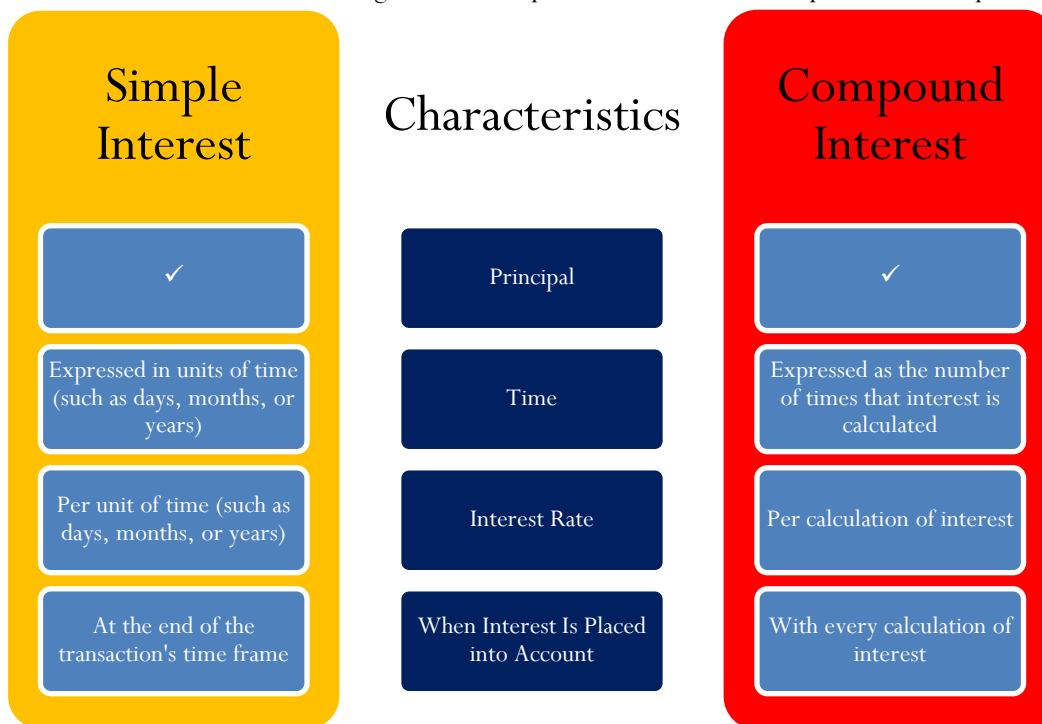 Simple
Interest
Characteristics
Compound
Interest
✓
Principal
✓
Expressed in units of time
(such as days, months, or
years)
Time
Expressed as the number
of times that interest is
calculated
Per unit of time (such as
days, months, or years)
Interest Rate
Per calculation of interest
At the end of the
transaction's time frame
When Interest Is Placed
into Account
With every calculation of
interest